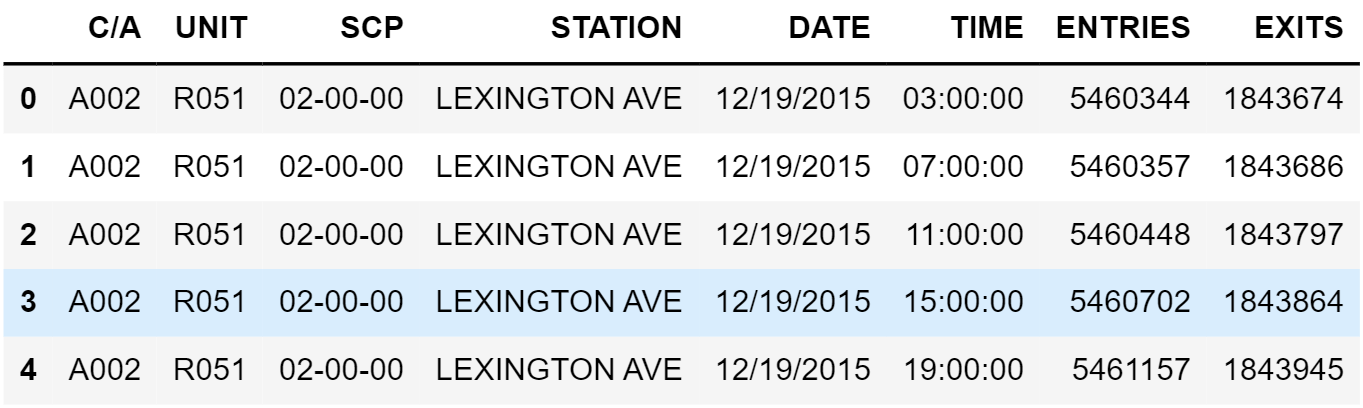 C/A UNIT SCP STATION DATE TIME ENTRIES EXITS
0 A002 R051 02-00-00 LEXINGTON AVE 12/19/2015 03:00:00 5460344 1843674
1 A002 R051 02-00-00 LEXINGTON AVE 12/19/2015 07:00:00 5460357 1843686
2 A002 R051 02-00-00 LEXINGTON AVE 12/19/2015 11:00:00 5460448 1843797
3 A002 R051 02-00-00 LEXINGTON AVE 12/19/2015 15:00:00 5460702 1843864
4 A002 R051 02-00-00 LEXINGTON AVE 12/19/2015 19:00:00 5461157 1843945